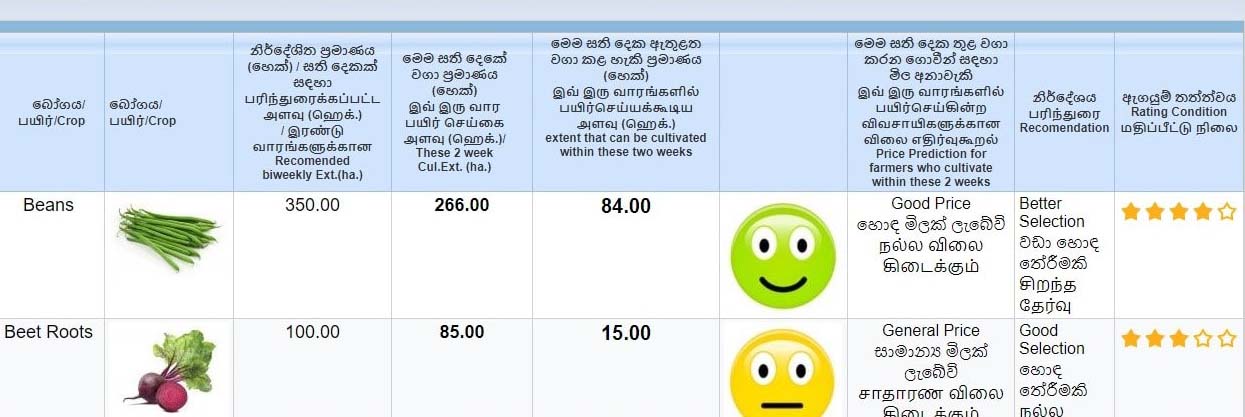 බෝගය/
பயிர்/Crop
බෝගය/
பயிர்/Crop
නිර්දේශිත ප්‍රමාණය
(හෙක්) / සති දෙකක්
සඳහා
பரிந்துரைக்கப்பட்ட
அளவு (ஹெக்.)
/ இரண்டு
வாரங்களுக்கான
Recomended
biweekly Ext.(ha.)
මෙම සති දෙකේ
වගා ප්‍රමාණය
(හෙක්)
இவ் இரு வார
பயிர் செய்கை
அளவு (ஹெக்.)/
These 2 week
Cul.Ext. (ha.)
මෙම සති දෙක ඇතුළත
වගා කළ හැකි ප්‍රමාණය
(හෙක්)
இவ் இரு வாரங்களில்
பயிர்செய்யக்கூடிய
அளவு (ஹெக்.)
extent that can be cultivated
within these two weeks
මෙම සති දෙක තුළ වගා
කරන ගොවීන් සඳහා
මිල අනාවැකි
இவ் இரு வாரங்களில்
பயிர்செய்கின்ற
விவசாயிகளுக்கான
விலை எதிர்வுகூறல்
Price Prediction for
farmers who cultivate
within these 2 weeks
නිර්දේශය
பரிந்துரை
Recomendation
ඇගයුම් තත්ත්වය
Rating Condition
மதிப்பீட்டு நிலை
Beans
350.00
266.00
84.00
Good Price
හොඳ මිලක් ලැබේවි
நல்ல விலை
கிடைக்கும்
Better
Selection
වඩා හොඳ
තේරීමකි
சிறந்த
தேர்வு
Beet Roots
100.00
85.00
15.00
General Price
සාමාන්‍ය මිලක්
ලැබේවි
சாதாரண விலை
கிடைக்கும்
Good
Selection
හොඳ
තේරීමකි
நல்ல